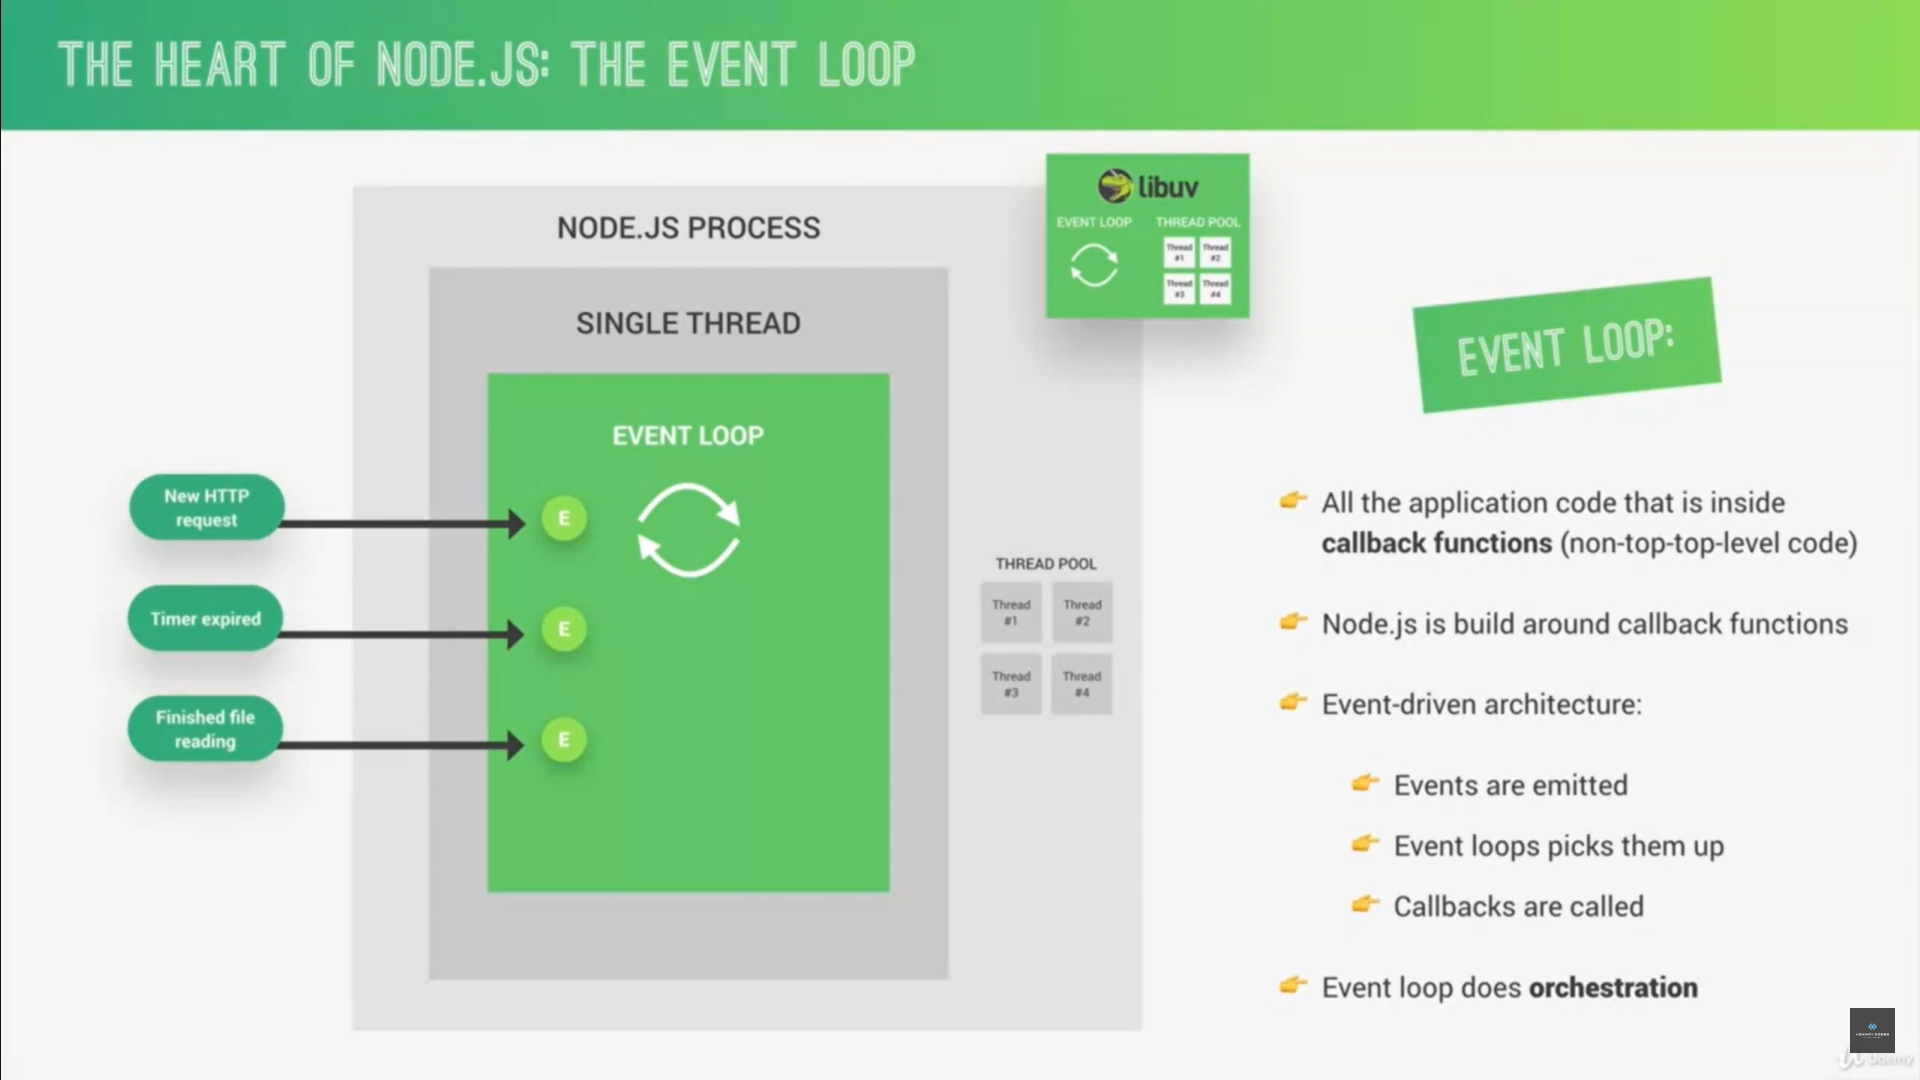 THE HEART OF NODE.JS: THE EVENT LOOP
NODE.JS PROCESS
SINGLE THREAD
EVENT LOOP
New HTTP
request
E
Timer expired
E
Finished file
reading
E
libuv
EVENT LOOP
THREAD POOL
Thread
#1
Thread
#2
Thread
#3
Thread
#4
THREAD POOL
Thread
#1
Thread
#2
Thread
#3
Thread
#4
EVENT LOOP:
All the application code that is inside
callback functions (non-top-top-level code)
Node.js is build around callback functions
Event-driven architecture:
Events are emitted
Event loops picks them up
Callbacks are called
Event loop does orchestration
Udemy